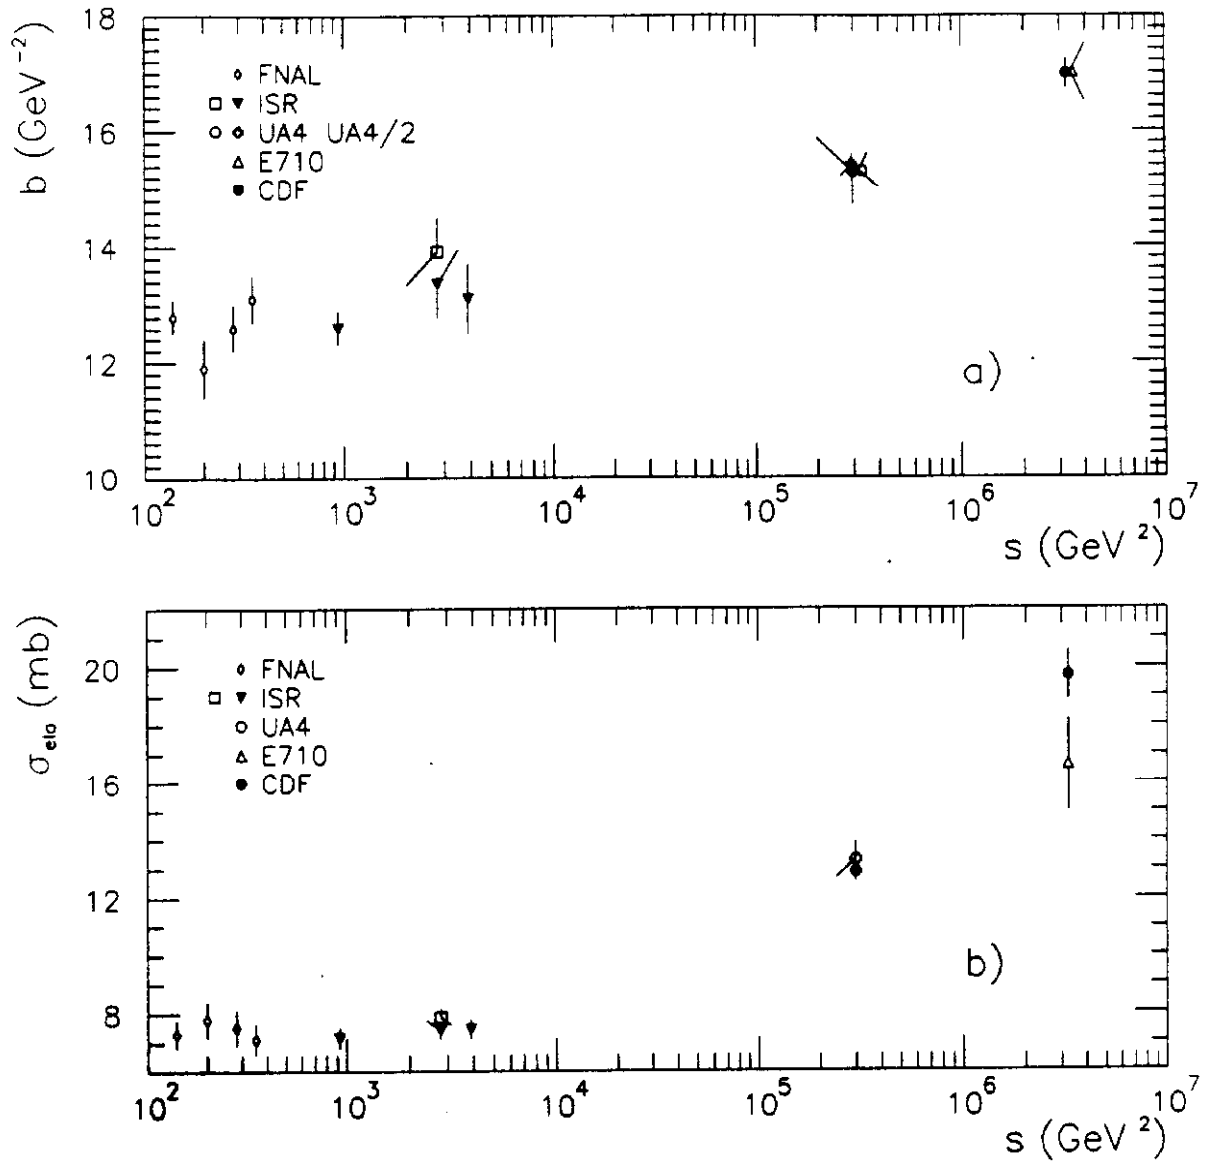 b (GeV⁻²)
18
16
14
12
10
FNAL
ISR
UA4 UA4/2
E710
CDF
a)
10² 10³ 10⁴ 10⁵ 10⁶ 10⁷
s (GeV²)
σela (mb)
20
16
12
8
FNAL
ISR
UA4
E710
CDF
b)
10² 10³ 10⁴ 10⁵ 10⁶ 10⁷
s (GeV²)